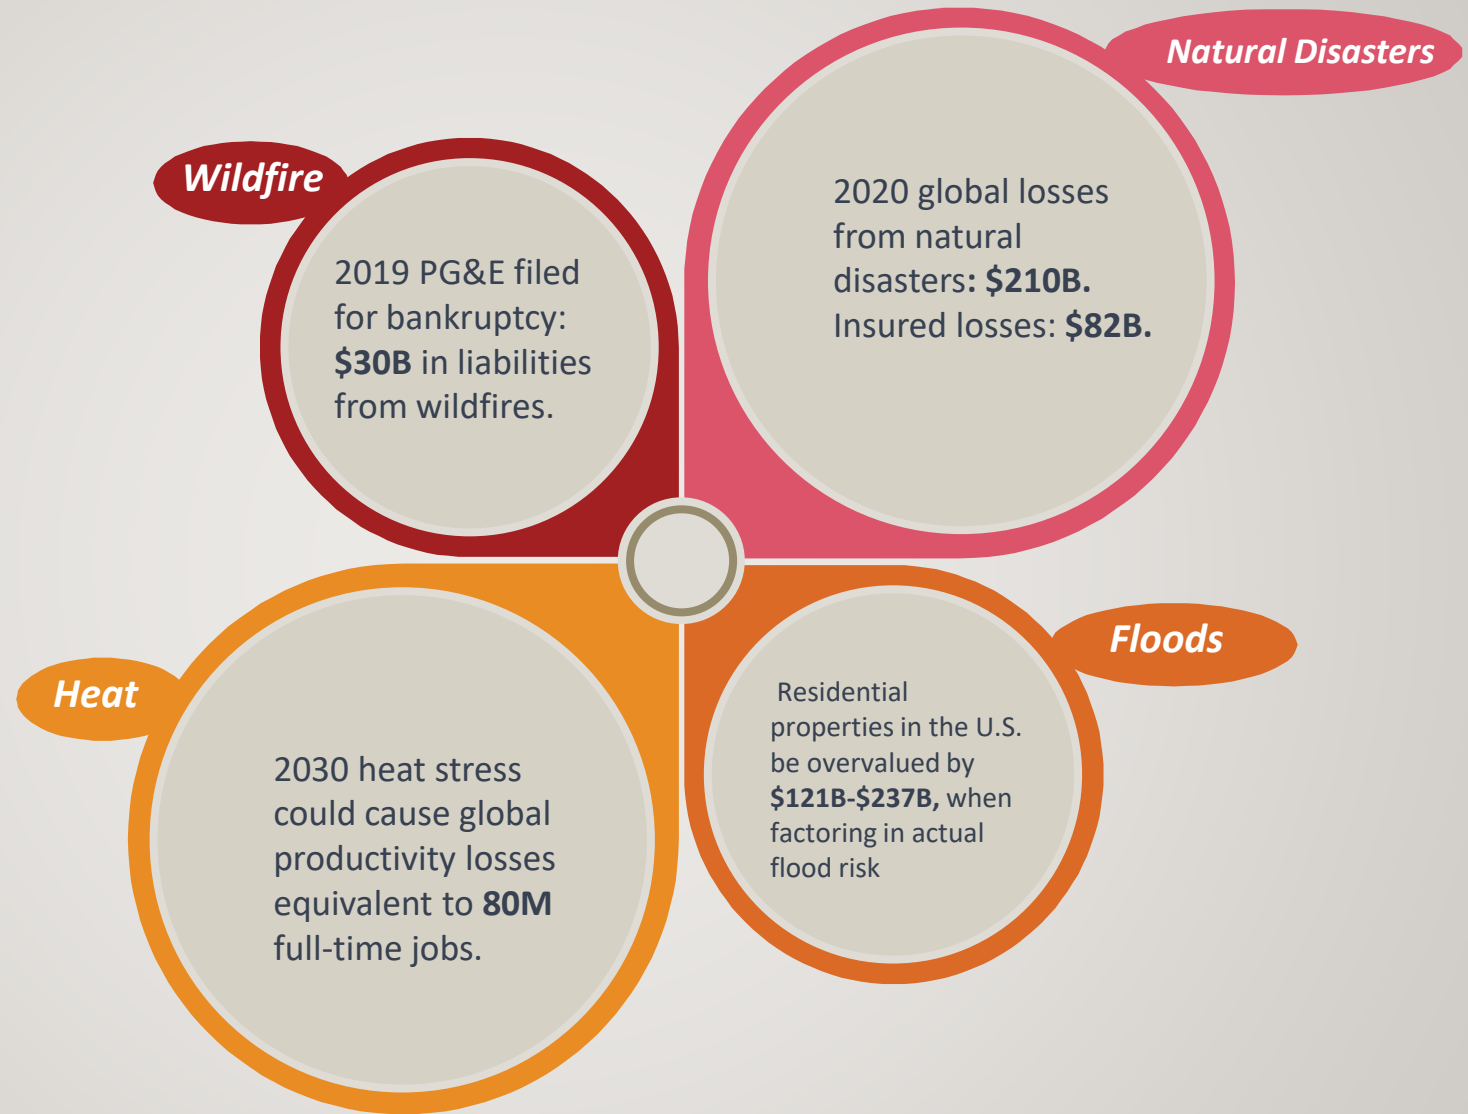 Natural Disasters
2020 global losses
from natural
disasters: $210B.
Insured losses: $82B.
Wildfire
2019 PG&E filed
for bankruptcy:
$30B in liabilities
from wildfires.
Floods
Residential
properties in the U.S.
be overvalued by
$121B-$237B, when
factoring in actual
flood risk
Heat
2030 heat stress
could cause global
productivity losses
equivalent to 80M
full-time jobs.